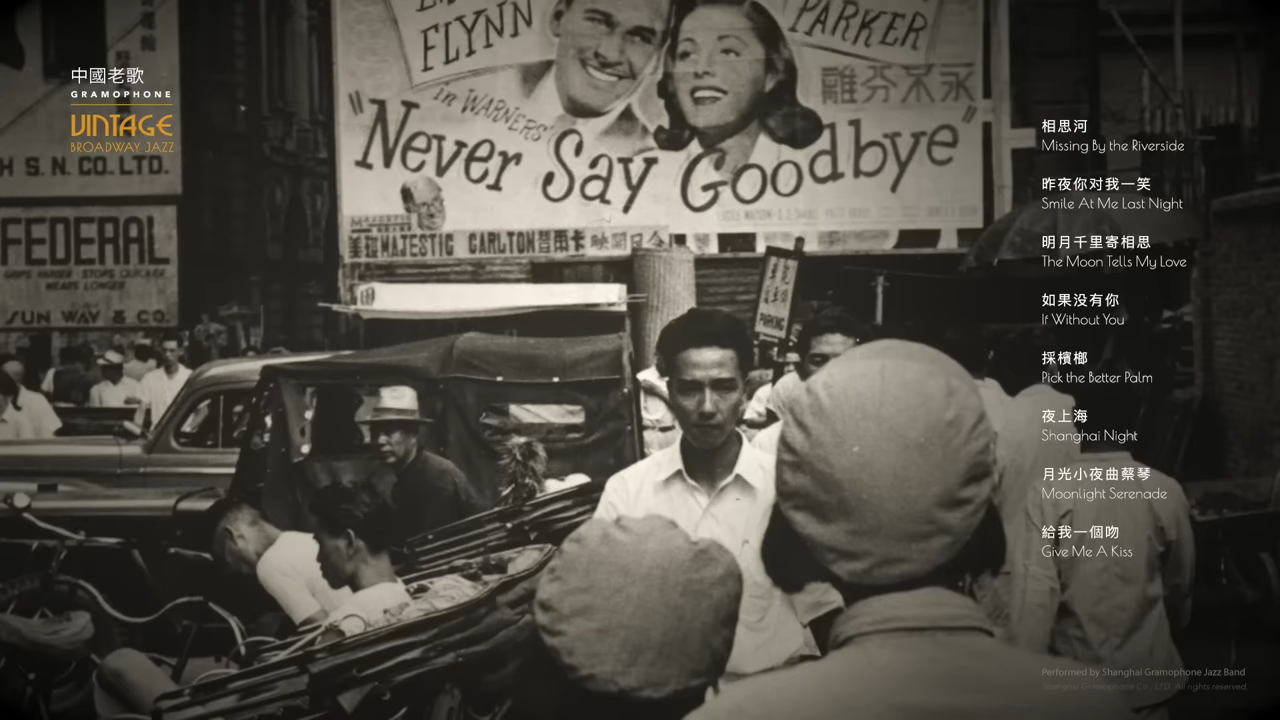 中國老歌
GRAMOPHONE
VINTAGE
BROADWAY JAZZ
H S. N. CO. LTD.
FEDERAL
WEARS LONGER
SUN WAY & CO.
FLYNN
PARKER
離芬不永
in WARNERS'
"Never Say Goodbye"
MAJESTIC
MAJESTIC CARLTON
PARKING
相思河
Missing By the Riverside
昨夜你对我一笑
Smile At Me Last Night
明月千里寄相思
The Moon Tells My Love
如果没有你
If Without You
採檳榔
Pick the Better Palm
夜上海
Shanghai Night
月光小夜曲蔡琴
Moonlight Serenade
給我一個吻
Give Me A Kiss
Performed by Shanghai Gramophone Jazz Band
Shanghai Gramophone Co., LTD. All rights reserved.